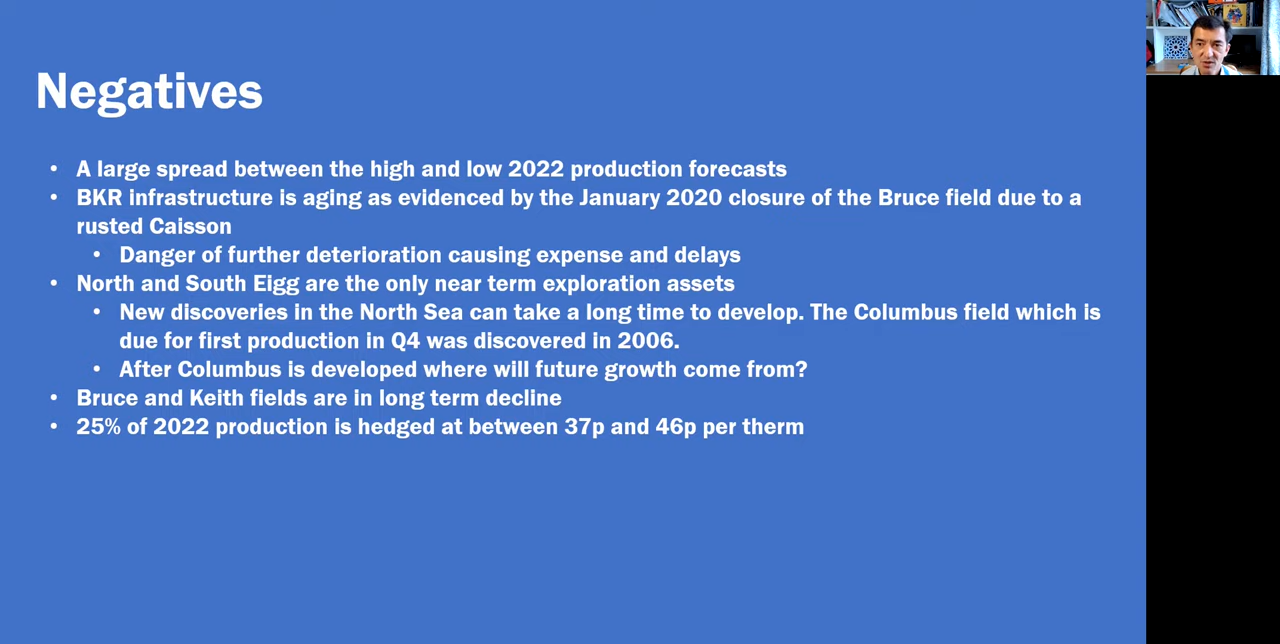 Negatives
• A large spread between the high and low 2022 production forecasts
• BKR infrastructure is aging as evidenced by the January 2020 closure of the Bruce field due to a
rusted Caisson
• Danger of further deterioration causing expense and delays
• North and South Eigg are the only near term exploration assets
• New discoveries in the North Sea can take a long time to develop. The Columbus field which is
due for first production in Q4 was discovered in 2006.
• After Columbus is developed where will future growth come from?
• Bruce and Keith fields are in long term decline
• 25% of 2022 production is hedged at between 37p and 46p per therm